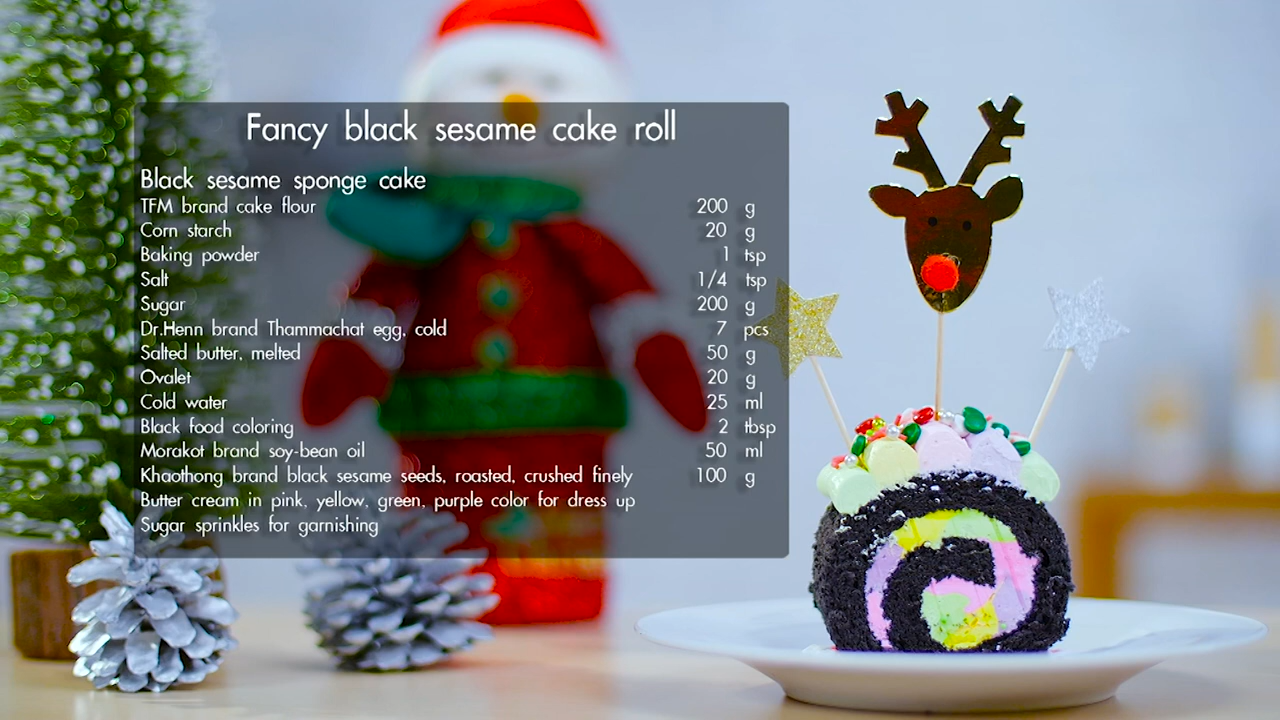 Fancy black sesame cake roll
Black sesame sponge cake
TFM brand cake flour 200 g
Corn starch 20 g
Baking powder 1 tsp
Salt 1/4 tsp
Sugar 200 g
Dr.Henn brand Thammachat egg, cold 7 pcs
Salted butter, melted 50 g
Ovalet 20 g
Cold water 25 ml
Black food coloring 2 tbsp
Morakot brand soy-bean oil 50 ml
Khaothong brand black sesame seeds, roasted, crushed finely 100 g
Butter cream in pink, yellow, green, purple color for dress up
Sugar sprinkles for garnishing